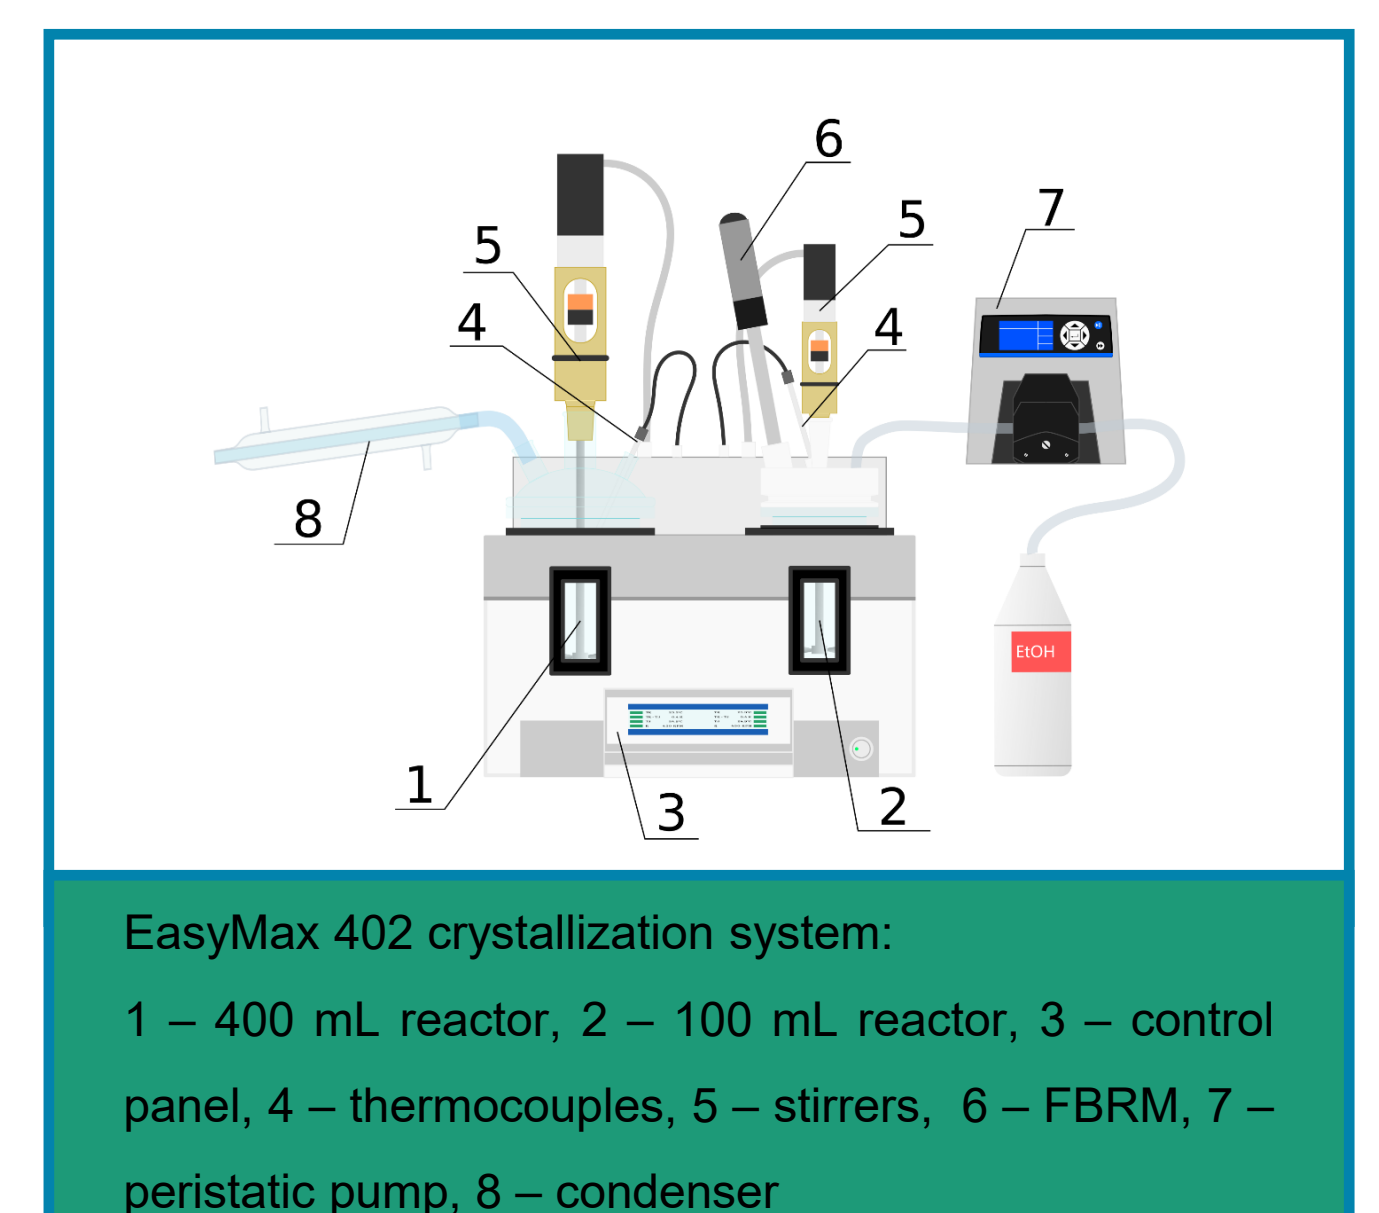 6
5
7
5
4
4
8
EtOH
1
3
2
EasyMax 402 crystallization system:
1 – 400 mL reactor, 2 – 100 mL reactor, 3 – control
panel, 4 – thermocouples, 5 – stirrers, 6 – FBRM, 7 –
peristatic pump, 8 – condenser